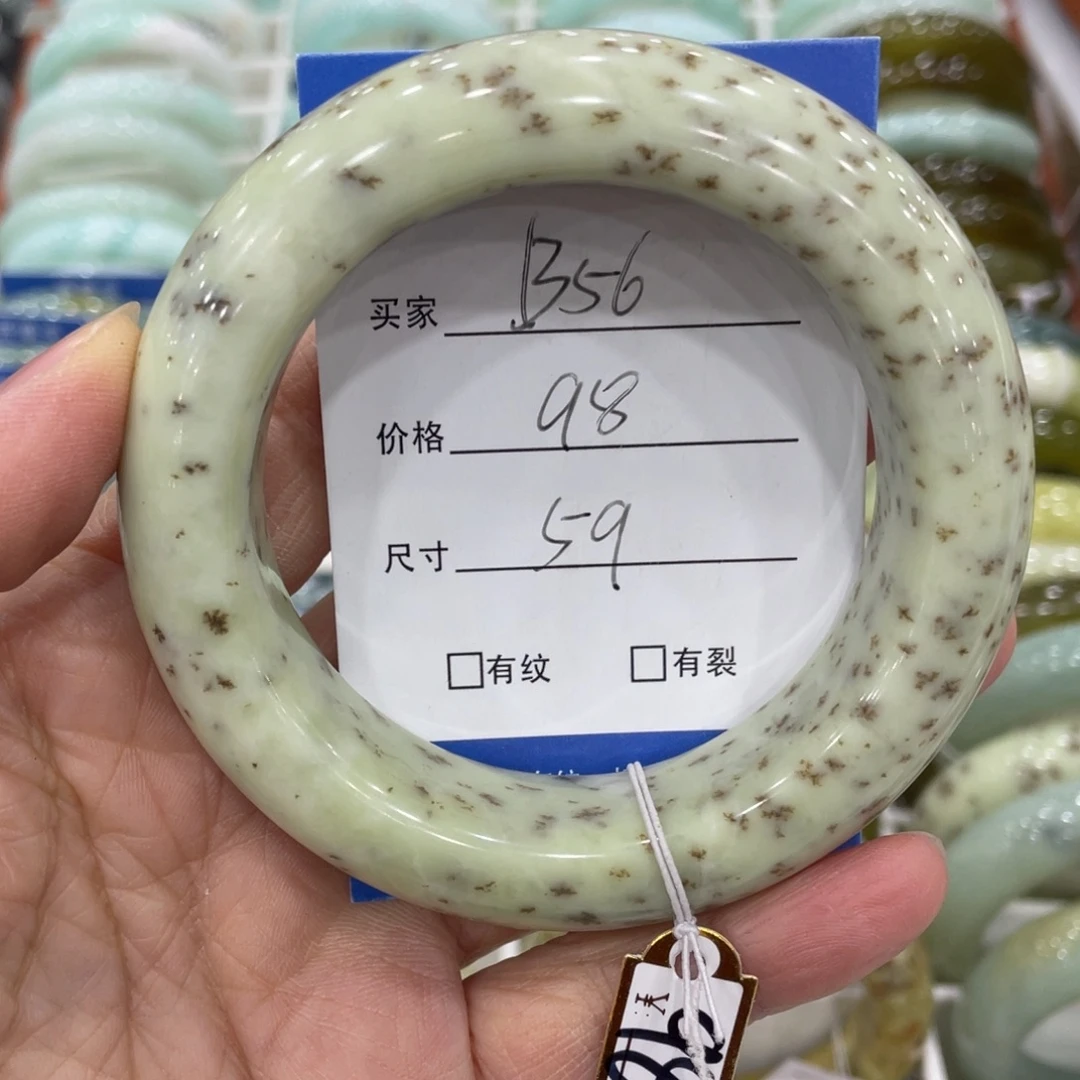 买家 B56
价格 98
尺寸 59
□有纹 □有裂
¥